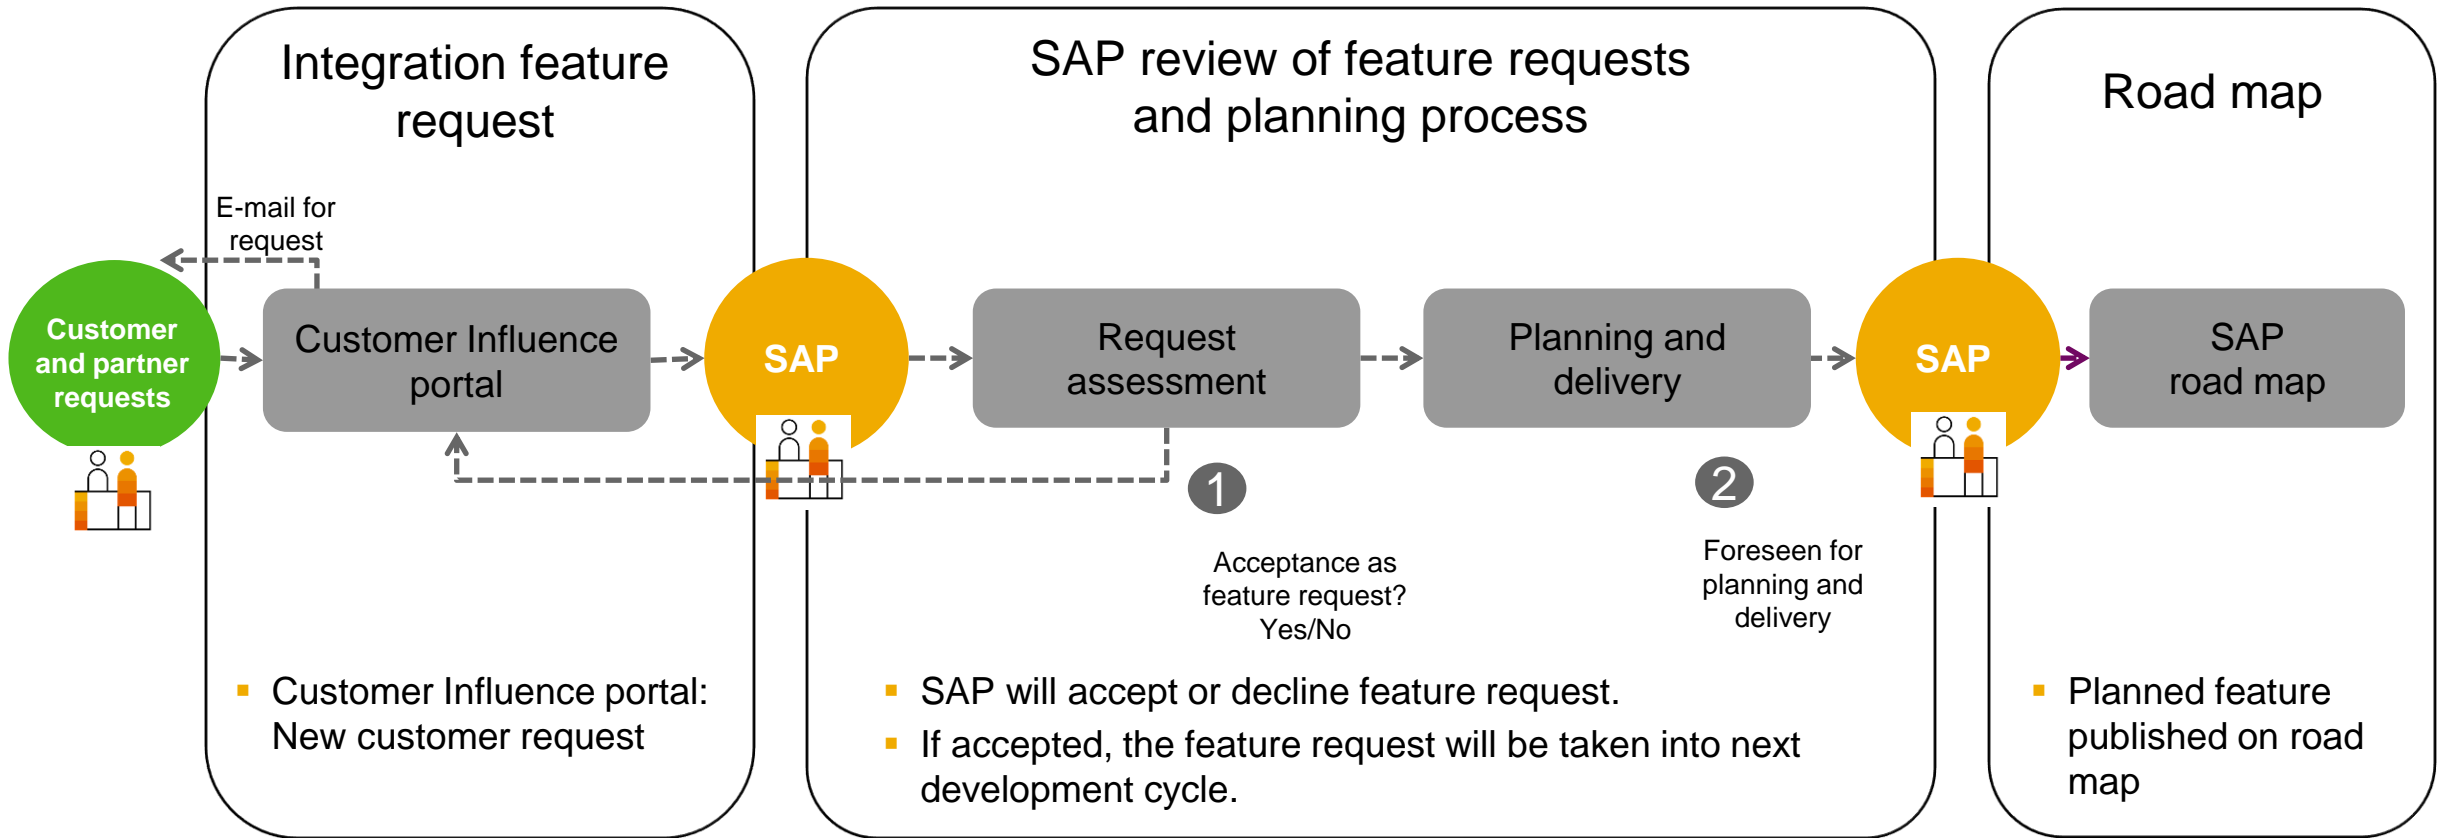 Integration feature
request
SAP review of feature requests
and planning process
Road map
E-mail for
request
Customer
and partner
requests
Customer Influence
portal
SAP
Request
assessment
Planning and
delivery
SAP
SAP
road map
1
Acceptance as
feature request?
Yes/No
2
Foreseen for
planning and
delivery
▪ Customer Influence portal:
New customer request
▪ SAP will accept or decline feature request.
▪ If accepted, the feature request will be taken into next
development cycle.
▪ Planned feature
published on road
map